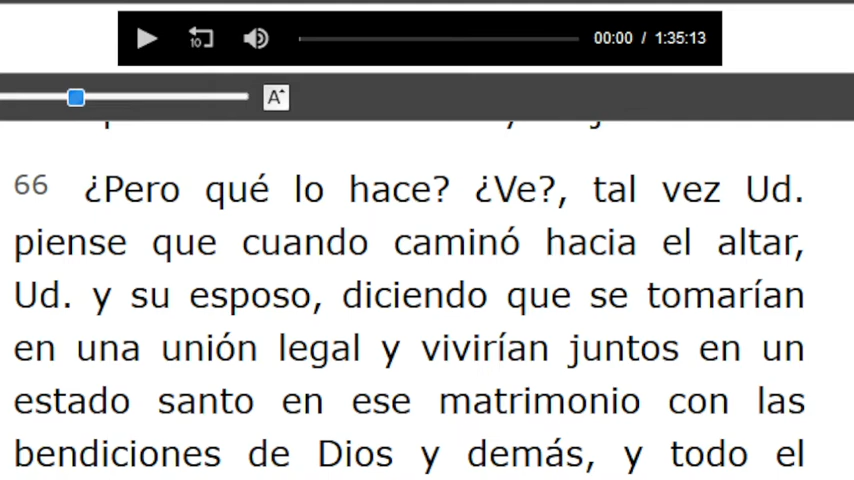 10
00:00 / 1:35:13
A
66 ¿Pero qué lo hace? ¿Ve?, tal vez Ud.
piense que cuando caminó hacia el altar,
Ud. y su esposo, diciendo que se tomarían
en una unión legal y vivirían juntos en un
estado santo en ese matrimonio con las
bendiciones de Dios y demás, y todo el